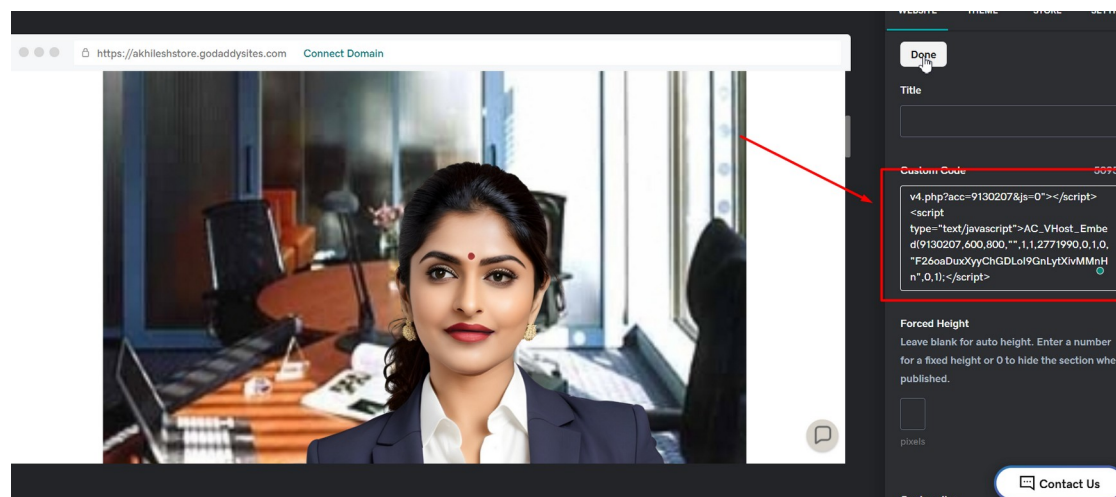 WEBSITE THEME STORE
https://akhileshstore.godaddysites.com Connect Domain
Done
Title
Custom Code
v4.php?acc=9130207&js=0"></script>
<script
type="text/javascript">AC_VHost_Embe
d(9130207,600,800,"",1,1,2771990,0,1,0,
"F26oaDuxXyyChGDLoI9GnLytXivMMnH
n",0,1);</script>
Forced Height
Leave blank for auto height. Enter a number
for a fixed height or 0 to hide the section whe
published.
pixels
Contact Us